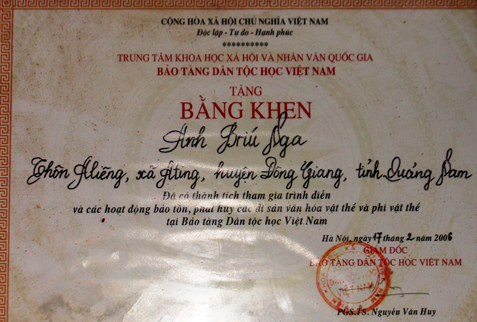 CỘNG HÒA XÃ HỘI CHỦ NGHĨA VIỆT NAM
Độc lập - Tự do - Hạnh phúc
**********
TRUNG TÂM KHOA HỌC XÃ HỘI VÀ NHÂN VĂN QUỐC GIA
BẢO TÀNG DÂN TỘC HỌC VIỆT NAM
TẶNG
BẰNG KHEN
Anh Briú Nga
Thôn Aliêng, xã Ating, huyện Đông Giang, tỉnh Quảng Nam
Đã có thành tích tham gia trình diễn
và các hoạt động bảo tồn, phát huy các di sản văn hóa vật thể và phi vật thể
tại Bảo tàng Dân tộc học Việt Nam
Hà Nội, ngày 17 tháng 2 năm 2006
GIÁM ĐỐC
BẢO TÀNG DÂN TỘC HỌC VIỆT NAM
PGS.TS. Nguyễn Văn Huy